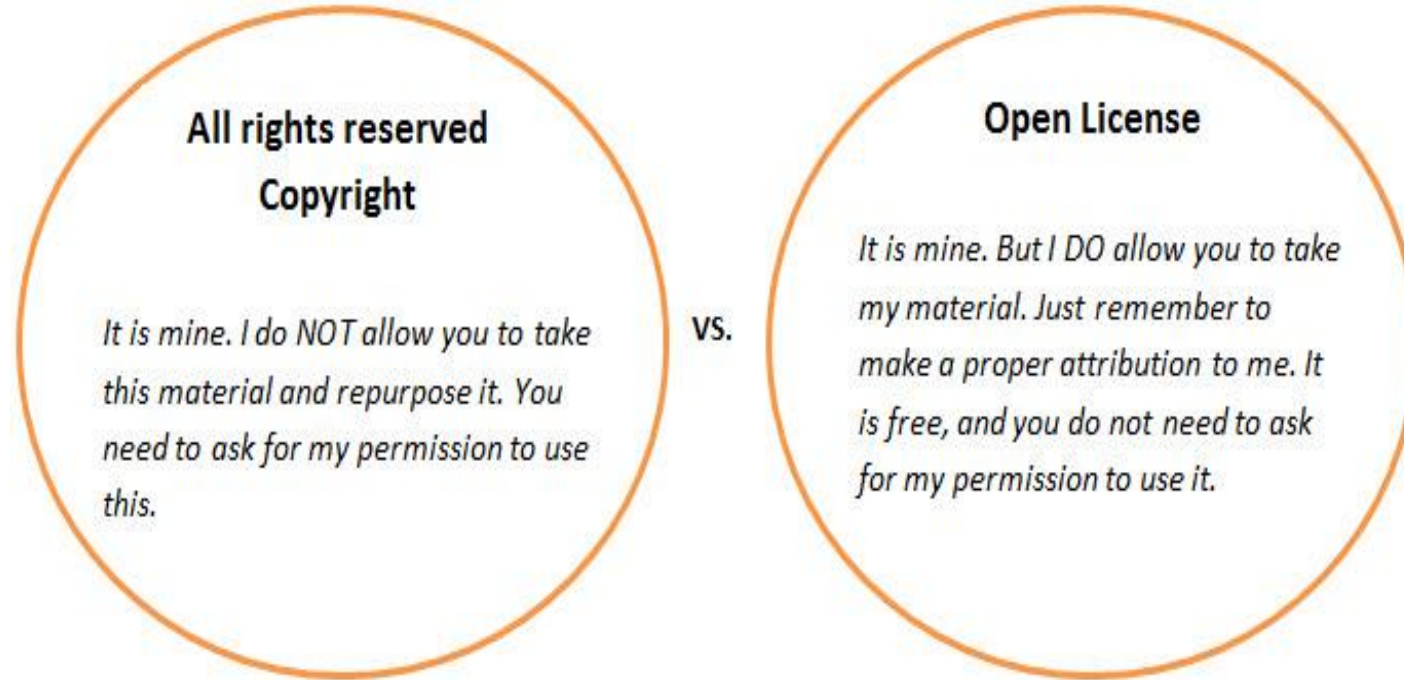 All rights reserved
Copyright
It is mine. I do NOT allow you to take
this material and repurpose it. You
need to ask for my permission to use
this.
vs.
Open License
It is mine. But I DO allow you to take
my material. Just remember to
make a proper attribution to me. It
is free, and you do not need to ask
for my permission to use it.